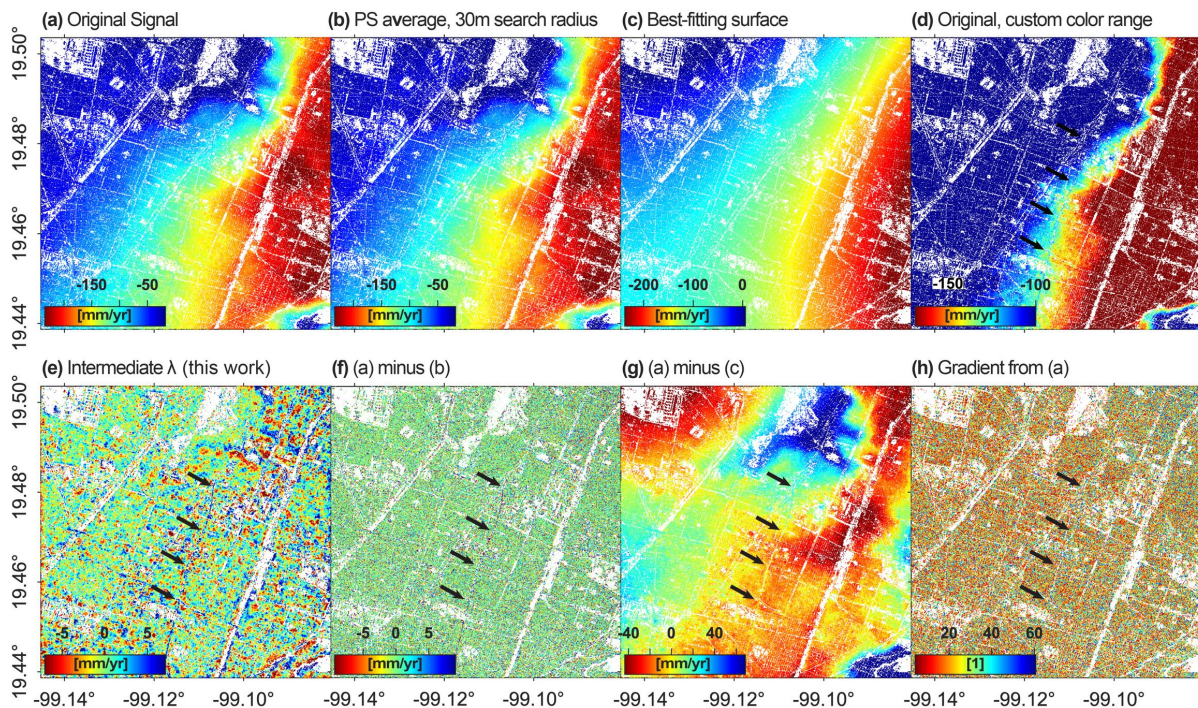 (a) Original Signal
(b) PS average, 30m search radius
(c) Best-fitting surface
(d) Original, custom color range
19.50°
19.48°
19.46°
19.44°
-150 -50
[mm/yr]
-150 -50
[mm/yr]
-200 -100 0
[mm/yr]
-150 -100
[mm/yr]
(e) Intermediate λ (this work)
(f) (a) minus (b)
(g) (a) minus (c)
(h) Gradient from (a)
19.50°
19.48°
19.46°
19.44°
-5 0 5
[mm/yr]
-5 0 5
[mm/yr]
-40 0 40
[mm/yr]
20 40 60
[1]
-99.14° -99.12° -99.10°
-99.14° -99.12° -99.10°
-99.14° -99.12° -99.10°
-99.14° -99.12° -99.10°